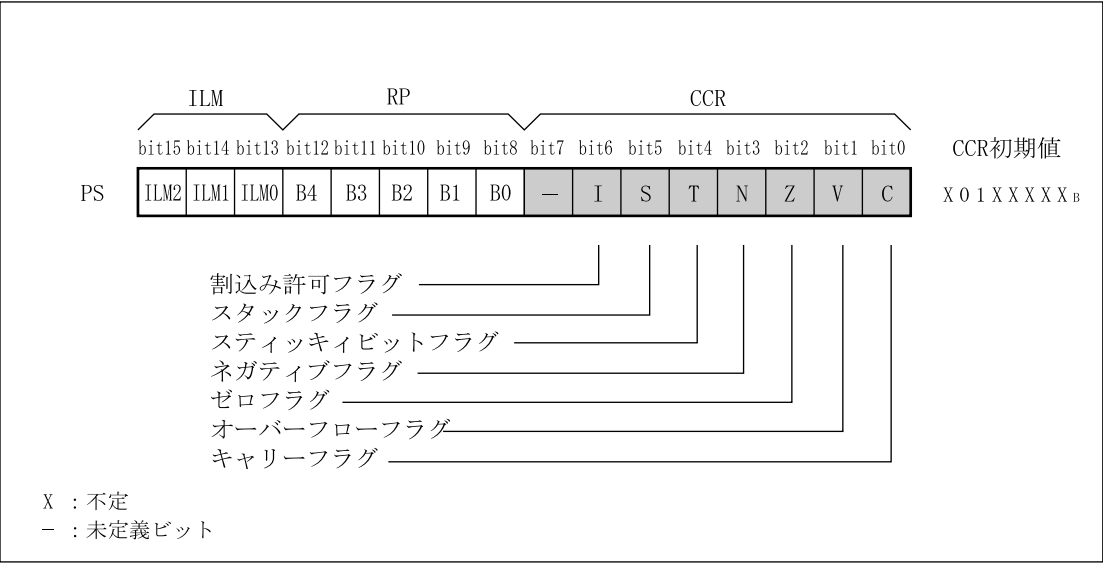 ILM RP CCR
bit15 bit14 bit13 bit12 bit11 bit10 bit9 bit8 bit7 bit6 bit5 bit4 bit3 bit2 bit1 bit0 CCR初期値
PS ILM2 ILM1 ILM0 B4 B3 B2 B1 B0 － I S T N Z V C X01XXXXXB
割込み許可フラグ
スタックフラグ
スティッキィビットフラグ
ネガティブフラグ
ゼロフラグ
オーバーフローフラグ
キャリーフラグ
X ：不定
－ ：未定義ビット